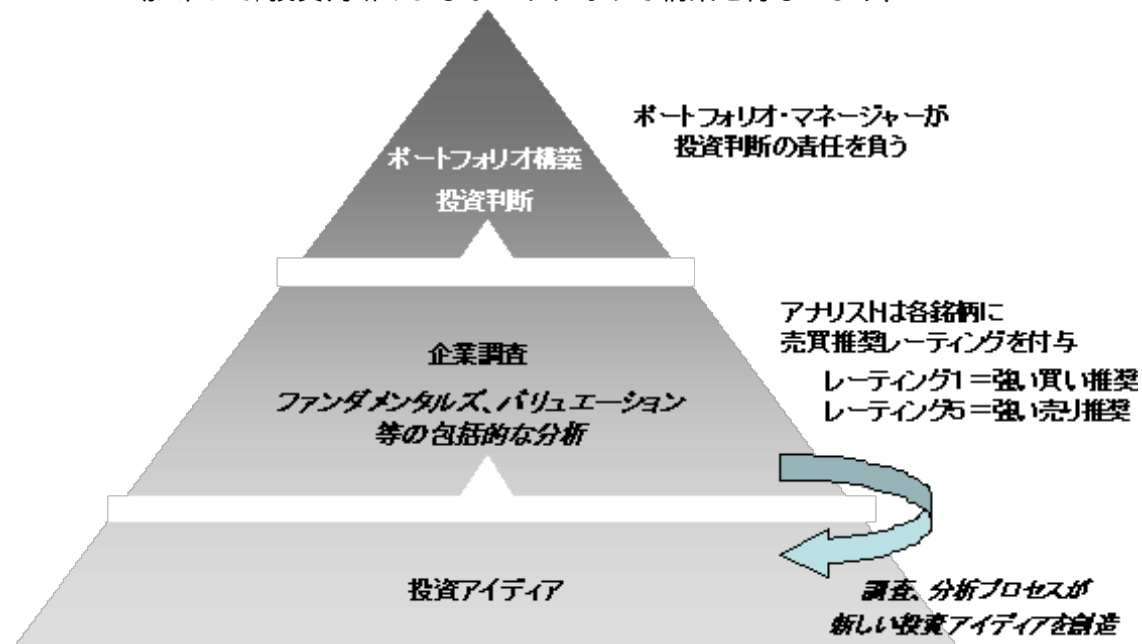 ポートフォリオ・マネージャーが
投資判断の責任を負う
ポートフォリオ構築
投資判断
アナリストは各銘柄に
売買推奨レーティングを付与
レーティング1=強い買い推奨
レーティング5=強い売り推奨
企業調査
ファンダメンタルズ、バリュエーション
等の包括的な分析
投資アイディア
調査、分析プロセスが
新しい投資アイディアを創造